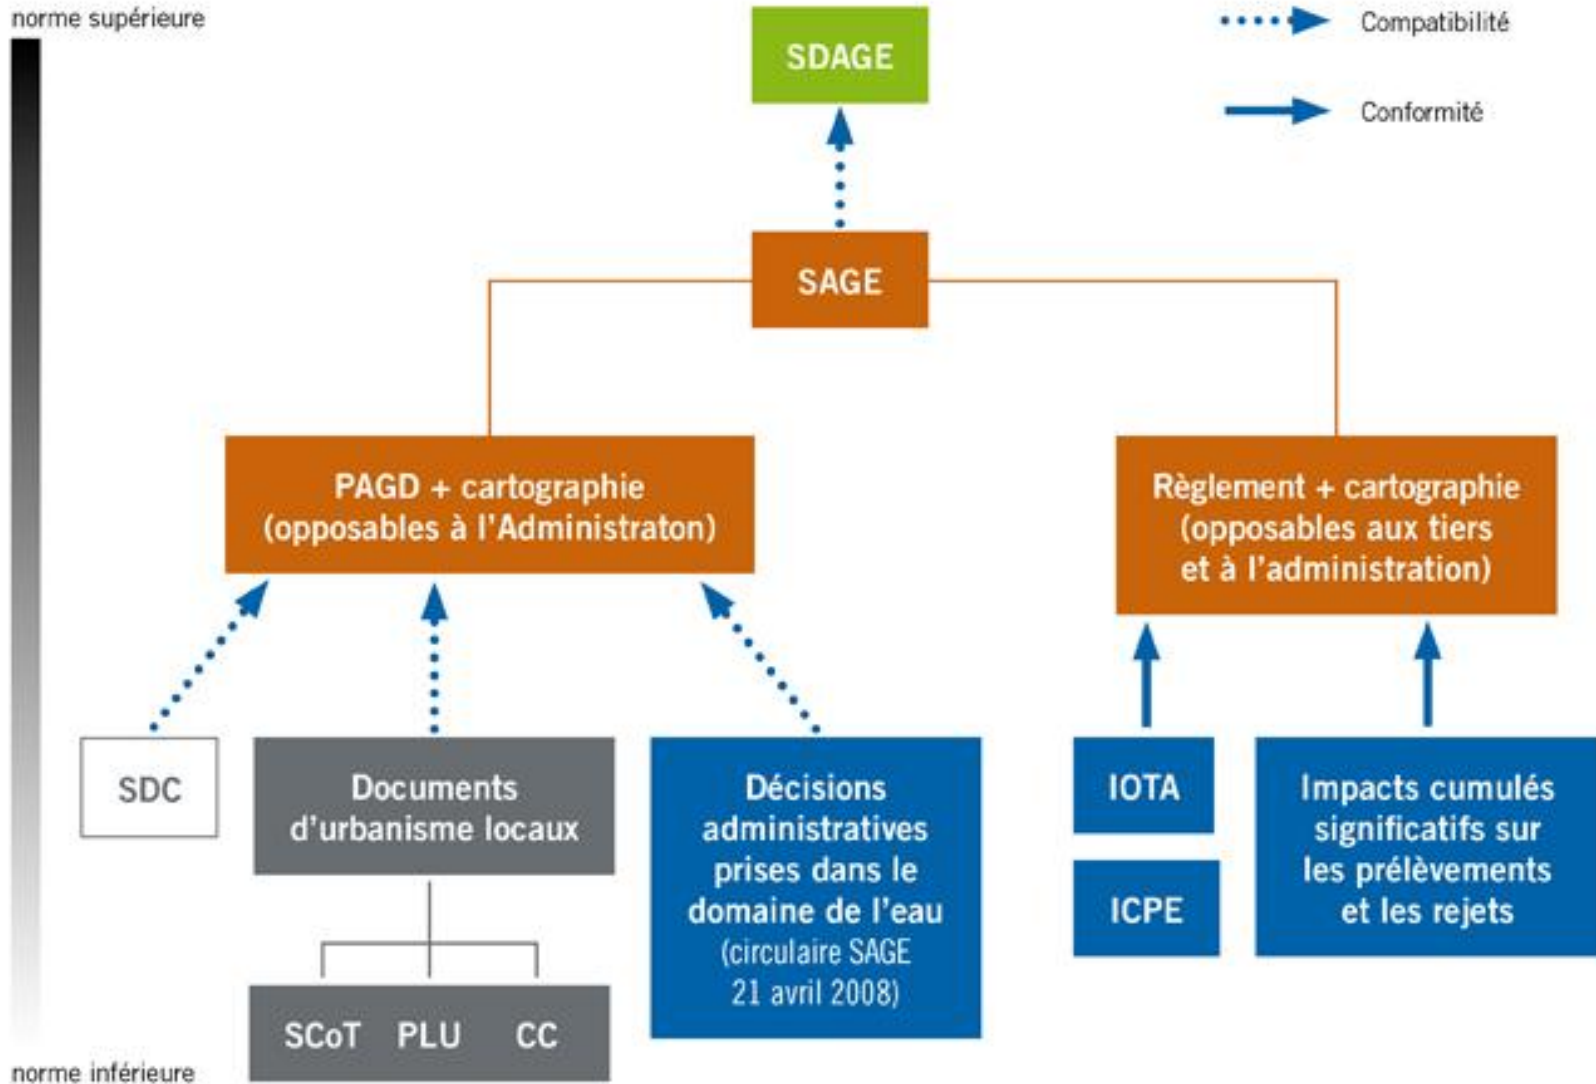 norme supérieure
SDAGE
Compatibilité
Conformité
SAGE
PAGD + cartographie
(opposables à l'Administraton)
Règlement + cartographie
(opposables aux tiers
et à l'administration)
SDC
Documents
d'urbanisme locaux
SCoT PLU CC
Décisions
administratives
prises dans le
domaine de l'eau
(circulaire SAGE
21 avril 2008)
IOTA
ICPE
Impacts cumulés
significatifs sur
les prélèvements
et les rejets
norme inférieure